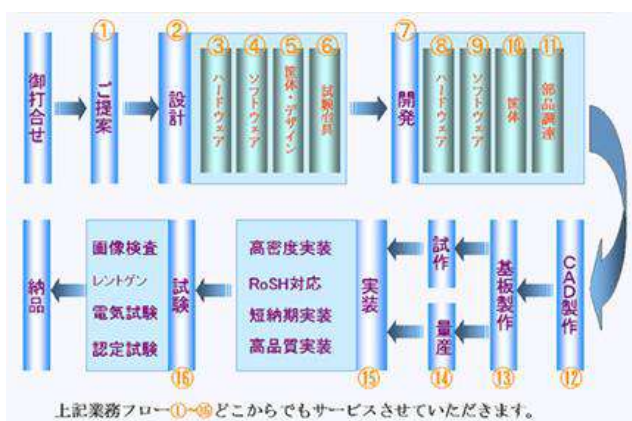 御打合せ
①
ご提案
②
設計
③
ハードウェア
④
ソフトウェア
⑤
筐体・デザイン
⑥
試験治具
⑦
開発
⑧
ハードウェア
⑨
ソフトウェア
⑩
筐体
⑪
部品調達
CAD製作
⑫
基板製作
⑬
試作
量産
⑭
実装
⑮
高密度実装
RoSH対応
短納期実装
高品質実装
試験
⑯
画像検査
レントゲン
電気試験
認定試験
納品
上記業務フロー①~⑯どこからでもサービスさせていただきます。